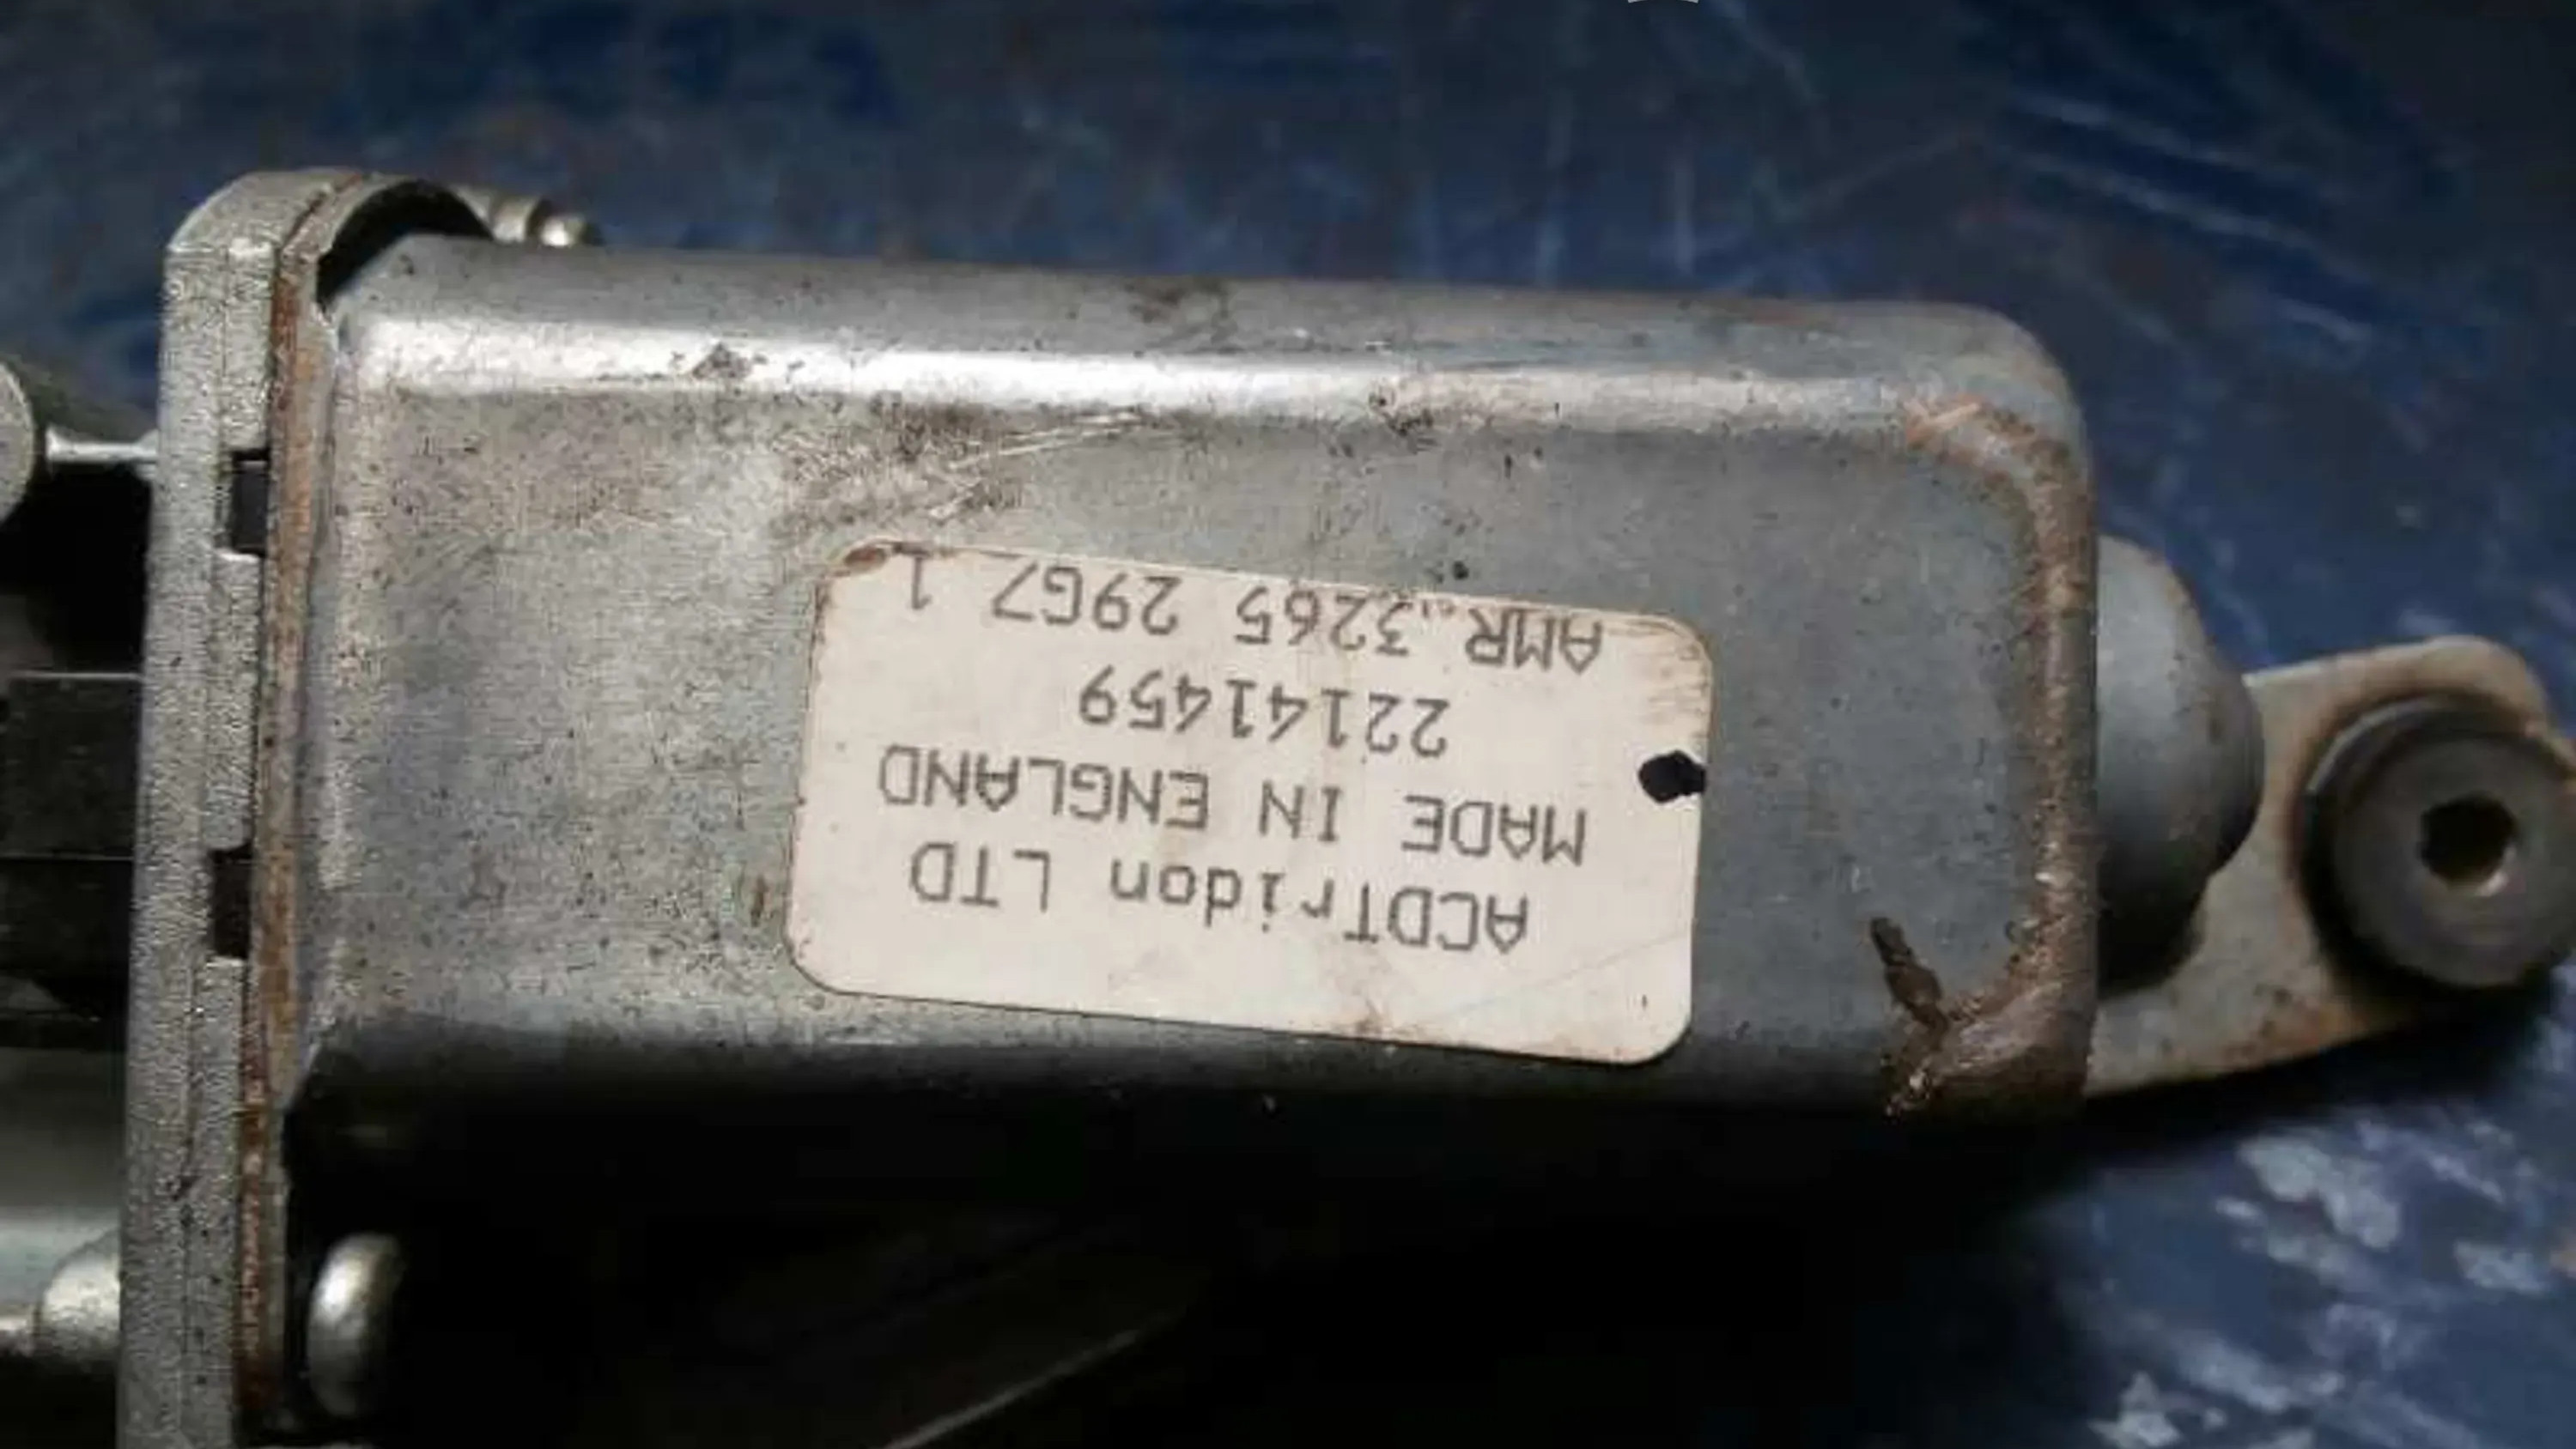 ACDTridon LTD
MADE IN ENGLAND
22141459
AMR 3265 29G7 1